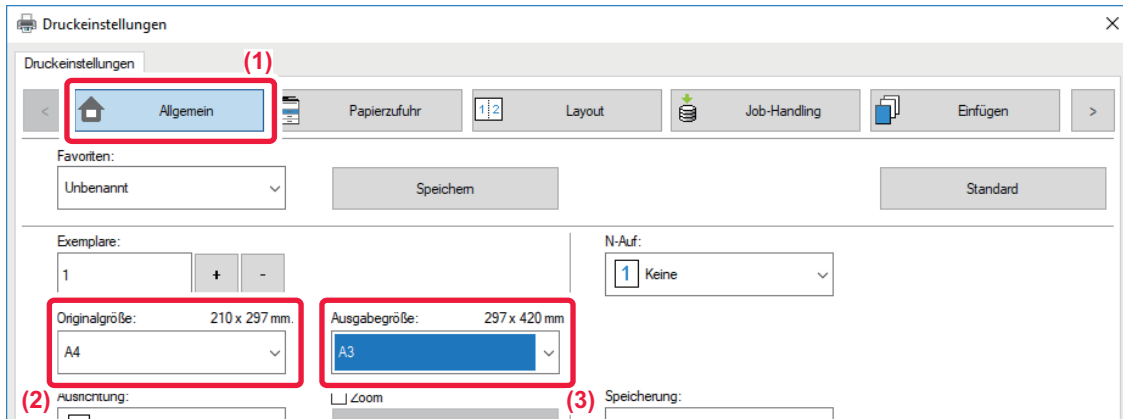 Druckeinstellungen
Druckeinstellungen
(1)
< Allgemein Papierzufuhr 1 2 Layout Job-Handling Einfügen >
Favoriten:
Unbenannt Speichern Standard
Exemplare: N-Auf:
1 + - 1 Keine
Originalgröße: 210 x 297 mm. Ausgabegröße: 297 x 420 mm
A4 A3
(2) Ausrichtung: Zoom (3) Speicherung: